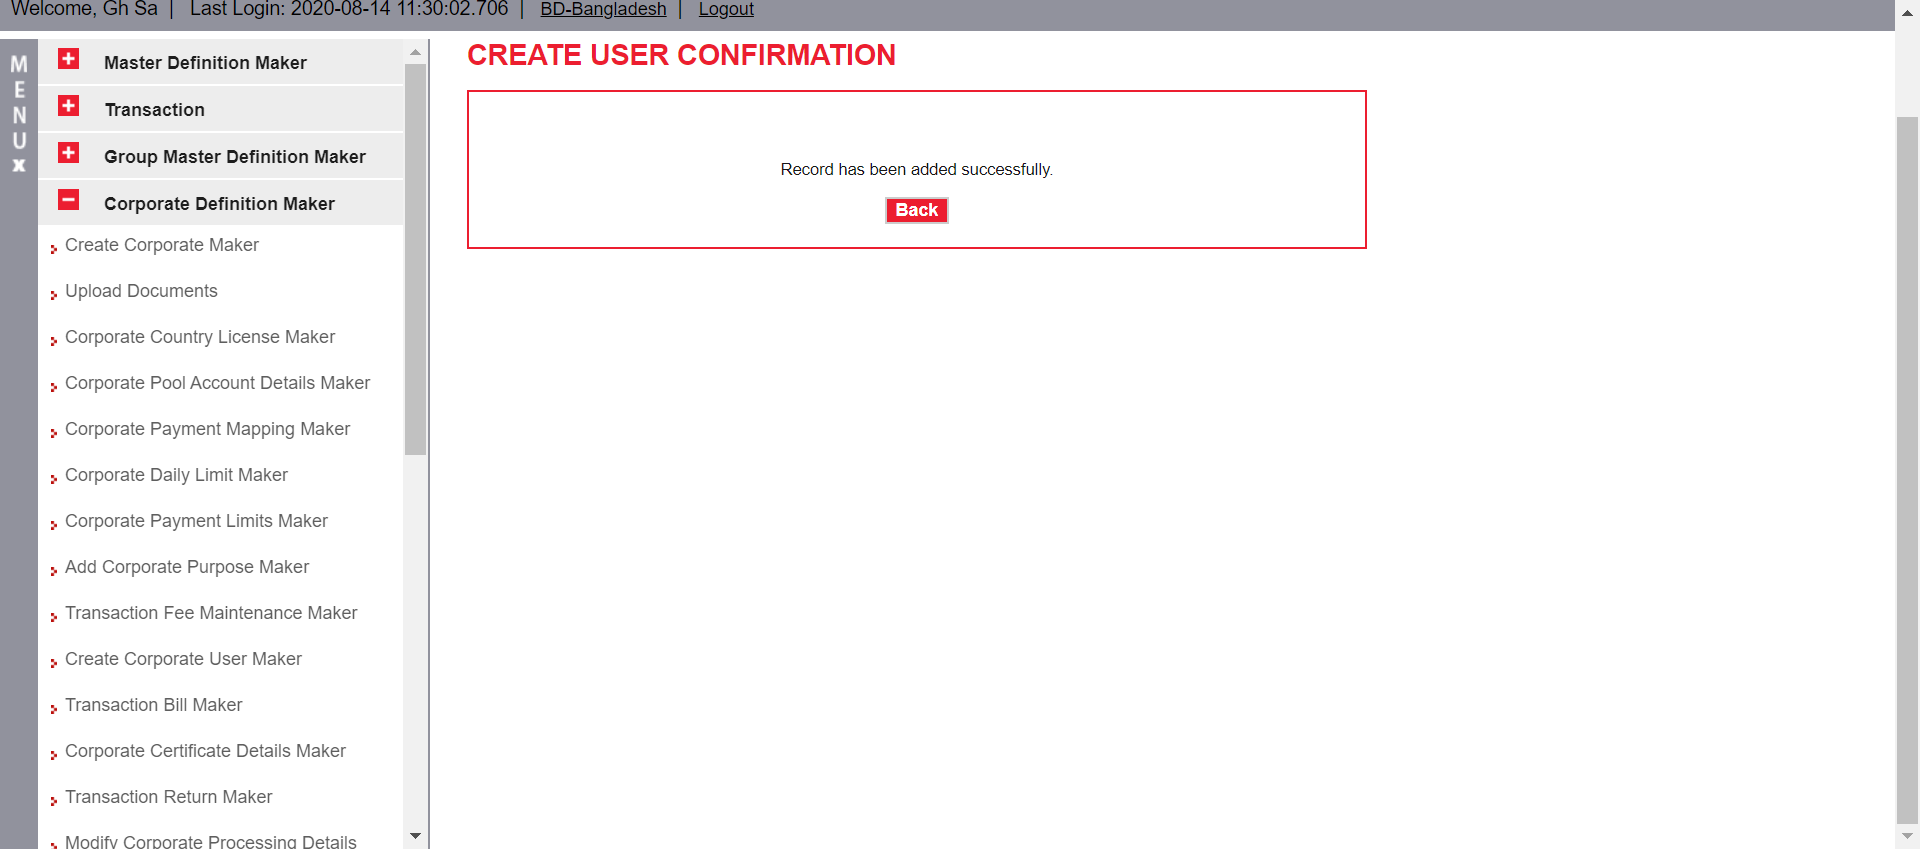 Welcome, Gh Sa | Last Login: 2020-08-14 11:30:02.706 | BD-Bangladesh | Logout
MENU X
Master Definition Maker
Transaction
Group Master Definition Maker
Corporate Definition Maker
Create Corporate Maker
Upload Documents
Corporate Country License Maker
Corporate Pool Account Details Maker
Corporate Payment Mapping Maker
Corporate Daily Limit Maker
Corporate Payment Limits Maker
Add Corporate Purpose Maker
Transaction Fee Maintenance Maker
Create Corporate User Maker
Transaction Bill Maker
Corporate Certificate Details Maker
Transaction Return Maker
Modify Corporate Processing Details
CREATE USER CONFIRMATION
Record has been added successfully.
Back